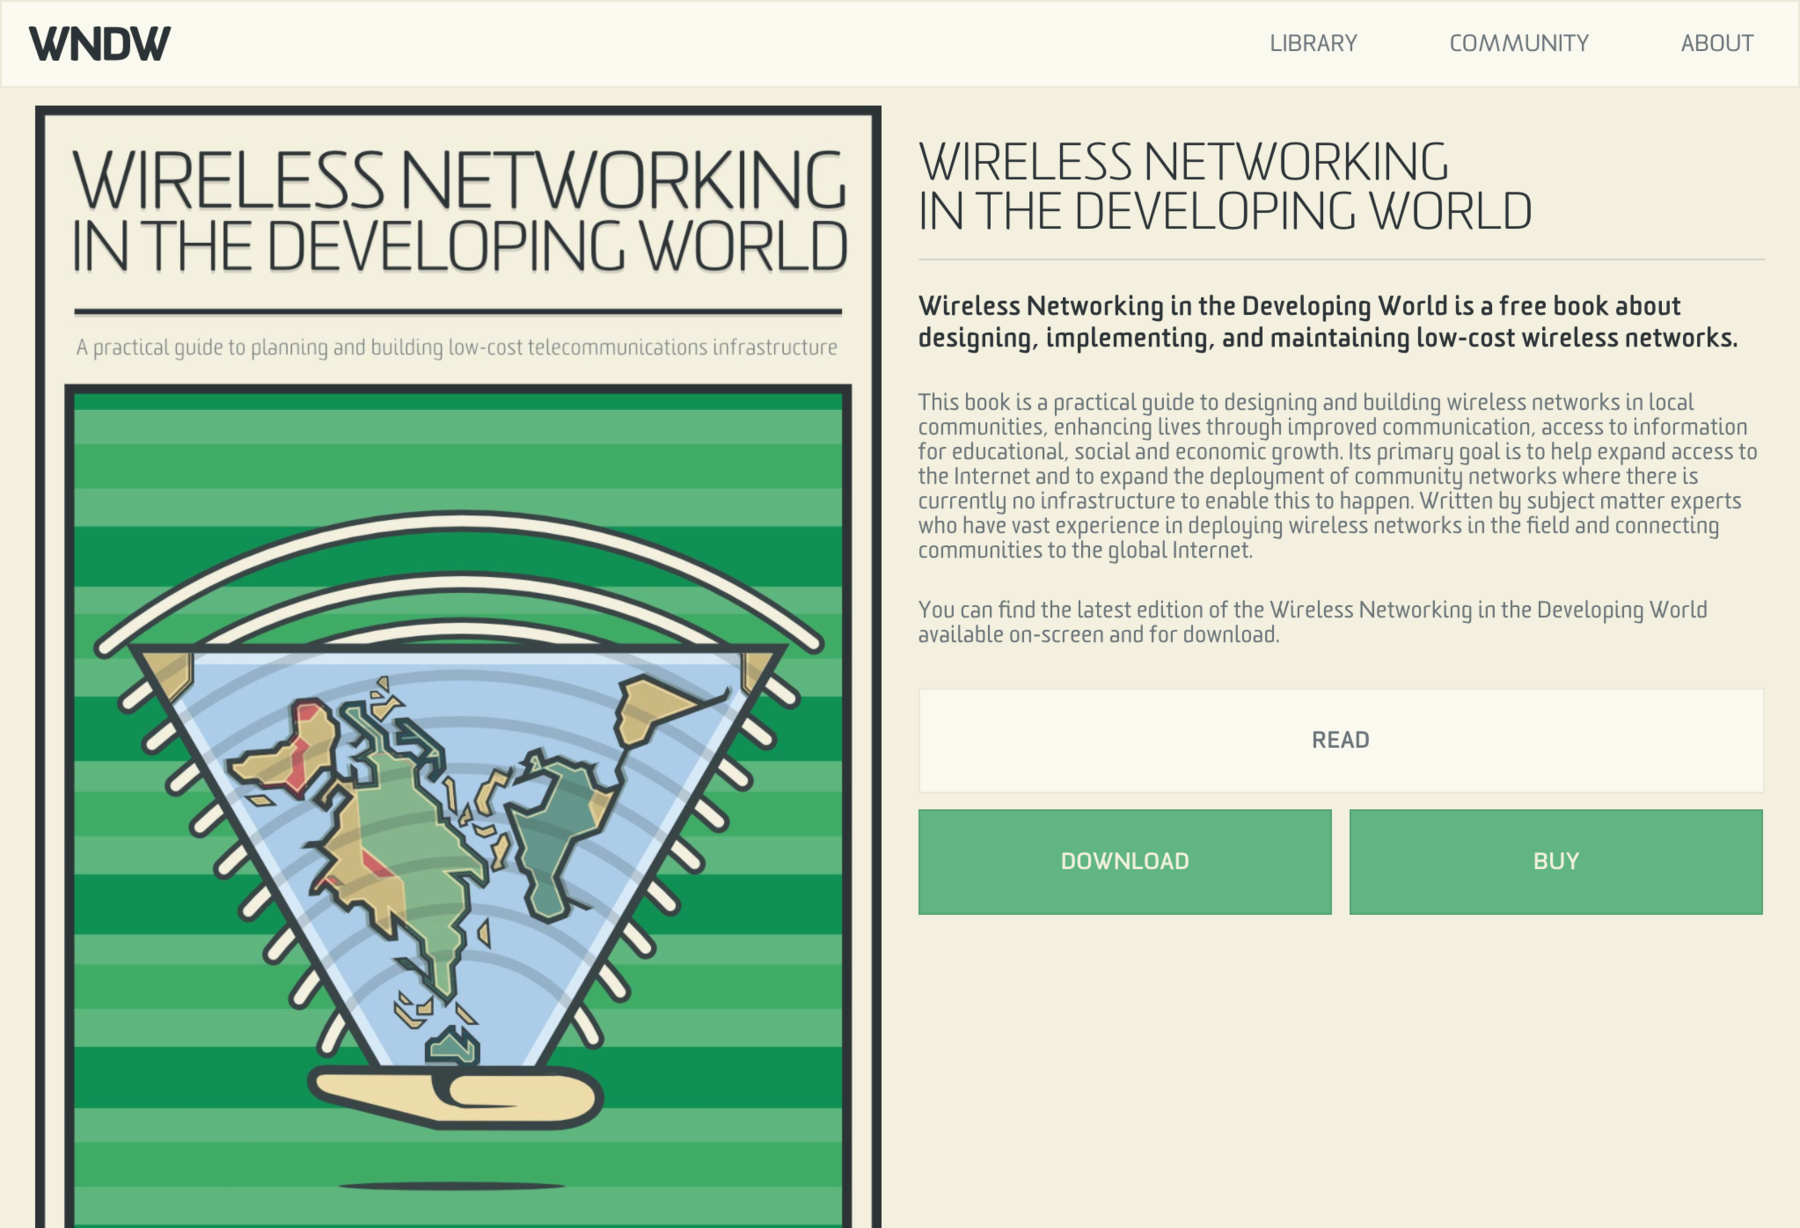 WNDW
LIBRARY
COMMUNITY
ABOUT
WIRELESS NETWORKING
IN THE DEVELOPING WORLD
A practical guide to planning and building low-cost telecommunications infrastructure
WIRELESS NETWORKING
IN THE DEVELOPING WORLD
Wireless Networking in the Developing World is a free book about
designing, implementing, and maintaining low-cost wireless networks.
This book is a practical guide to designing and building wireless networks in local
communities, enhancing lives through improved communication, access to information
for educational, social and economic growth. Its primary goal is to help expand access to
the Internet and to expand the deployment of community networks where there is
currently no infrastructure to enable this to happen. Written by subject matter experts
who have vast experience in deploying wireless networks in the field and connecting
communities to the global Internet.
You can find the latest edition of the Wireless Networking in the Developing World
available on-screen and for download.
READ
DOWNLOAD
BUY